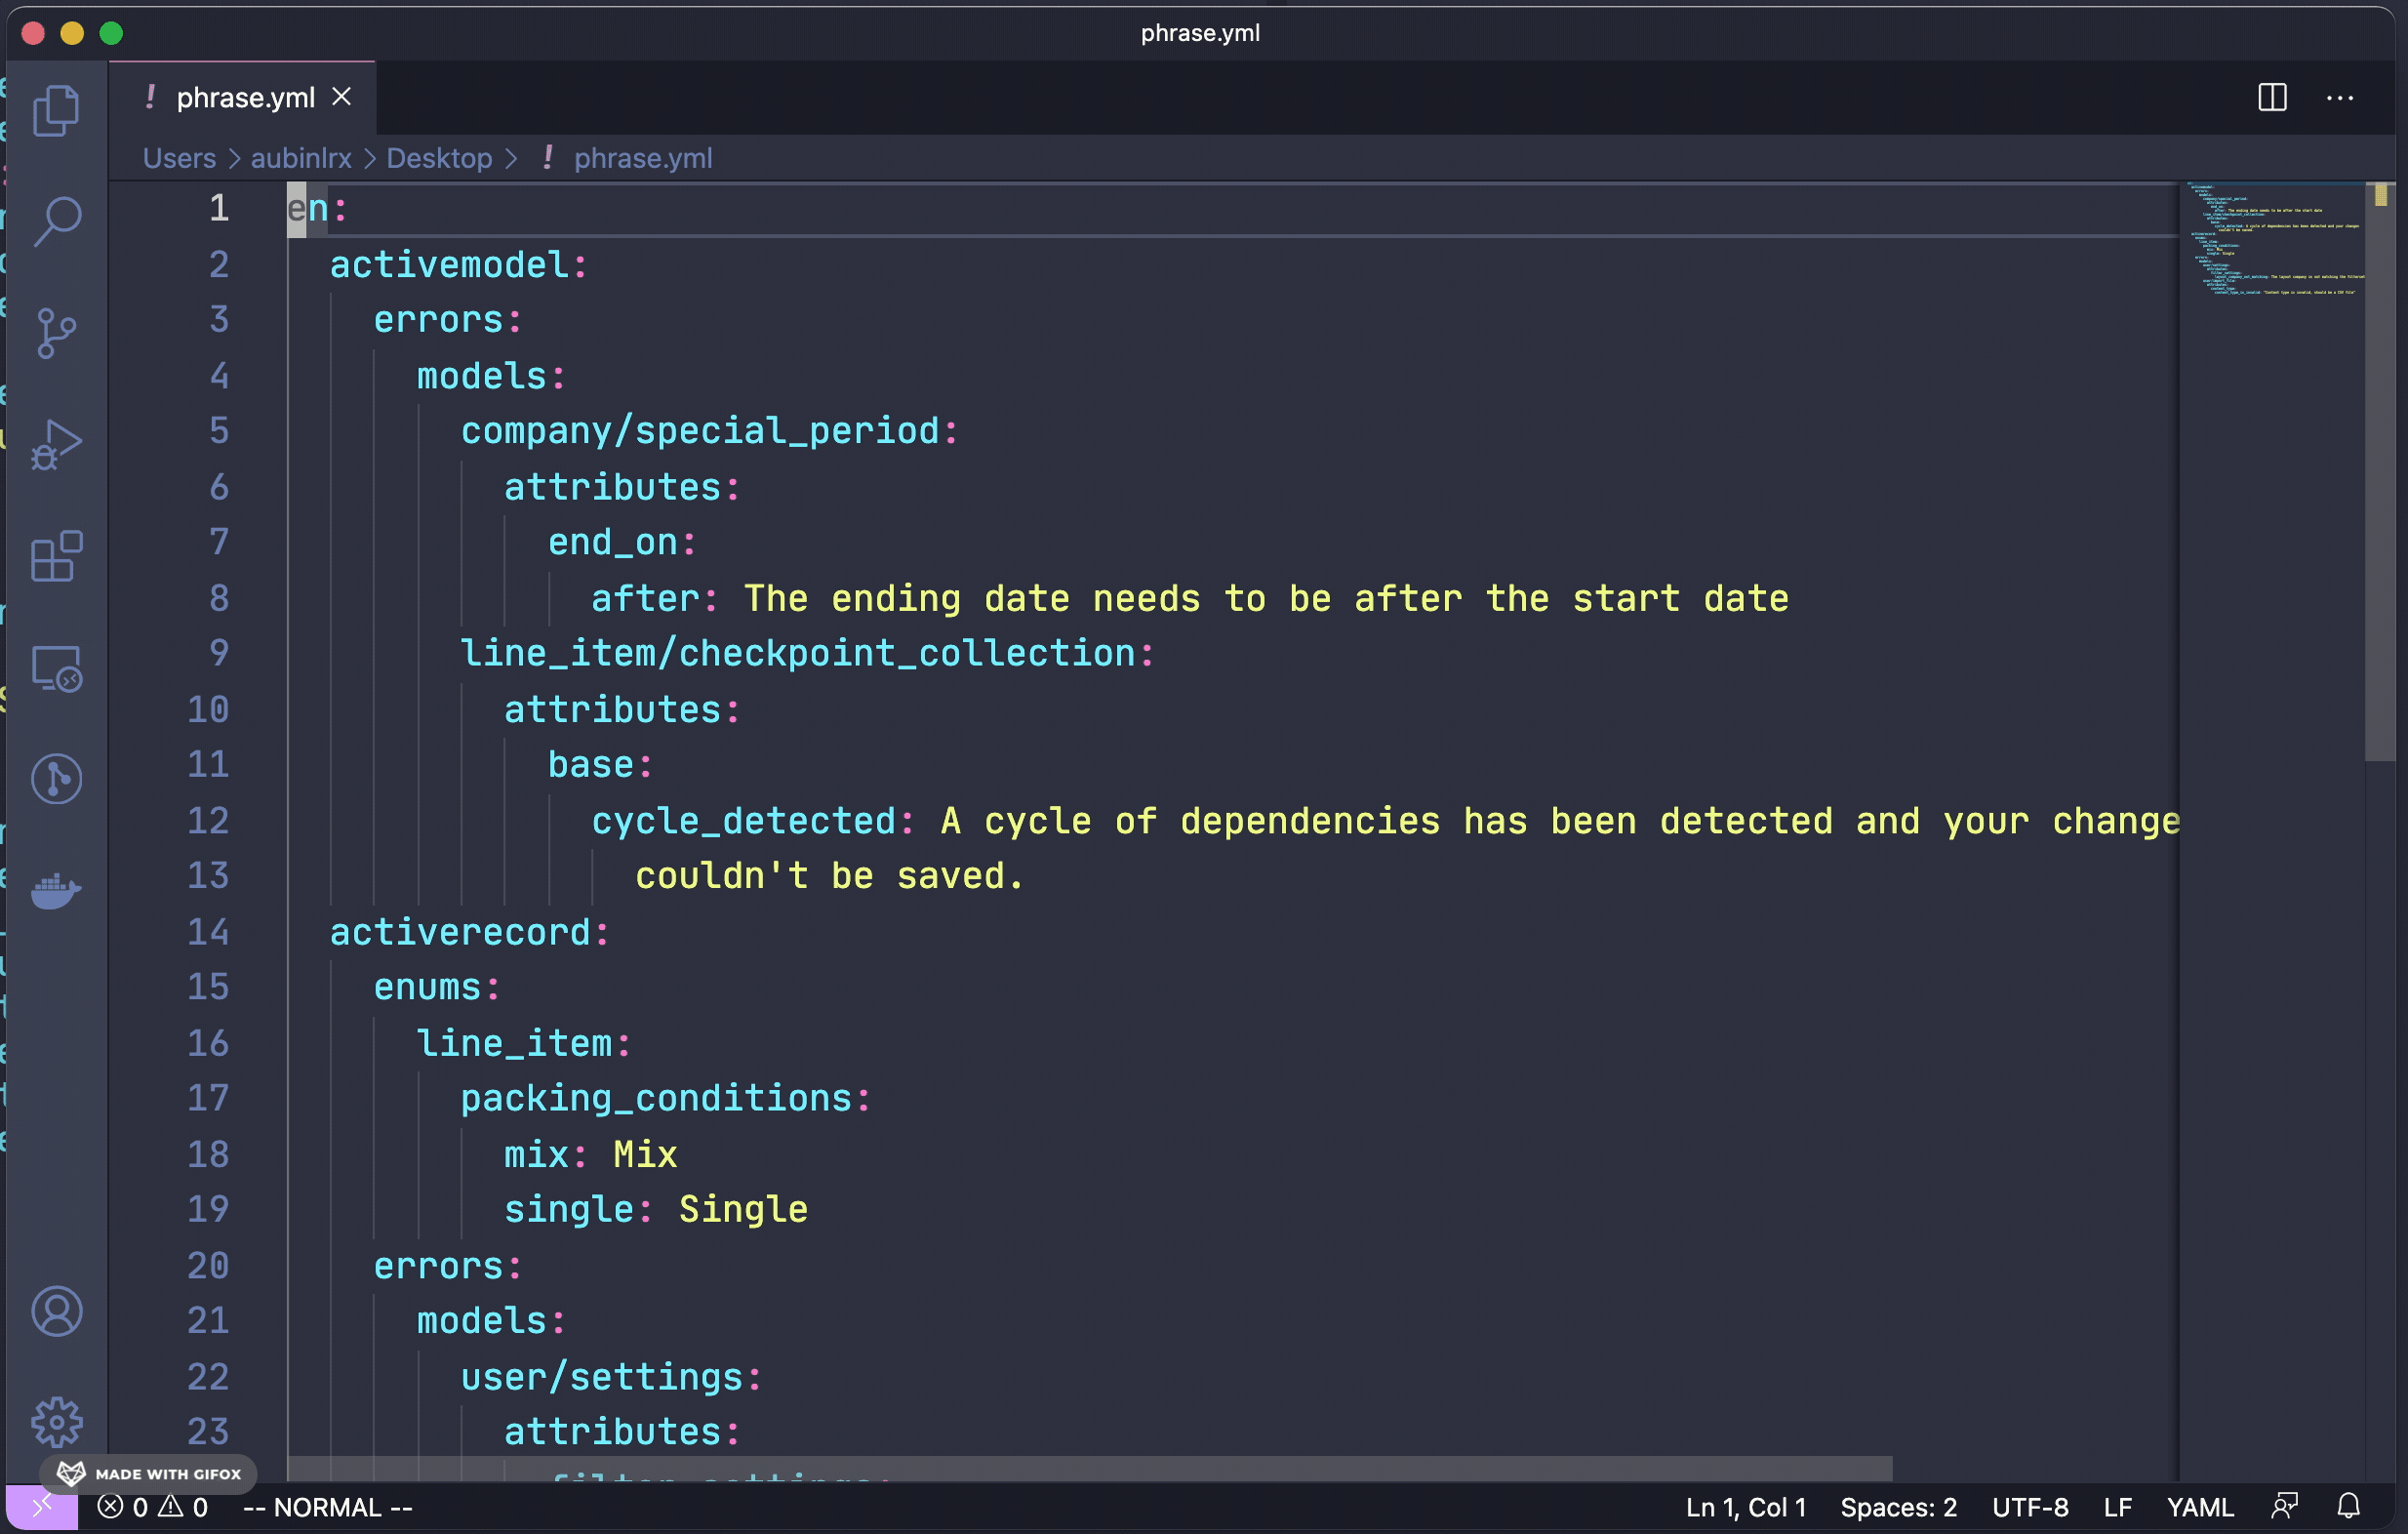 phrase.yml
! phrase.yml
Users > aubinlrx > Desktop > ! phrase.yml
1 en:
2 activemodel:
3 errors:
4 models:
5 company/special_period:
6 attributes:
7 end_on:
8 after: The ending date needs to be after the start date
9 line_item/checkpoint_collection:
10 attributes:
11 base:
12 cycle_detected: A cycle of dependencies has been detected and your change
13 couldn't be saved.
14 activerecord:
15 enums:
16 line_item:
17 packing_conditions:
18 mix: Mix
19 single: Single
20 errors:
21 models:
22 user/settings:
23 attributes:
filter_settings:
MADE WITH GIFOX
0 0 -- NORMAL -- Ln 1, Col 1 Spaces: 2 UTF-8 LF YAML